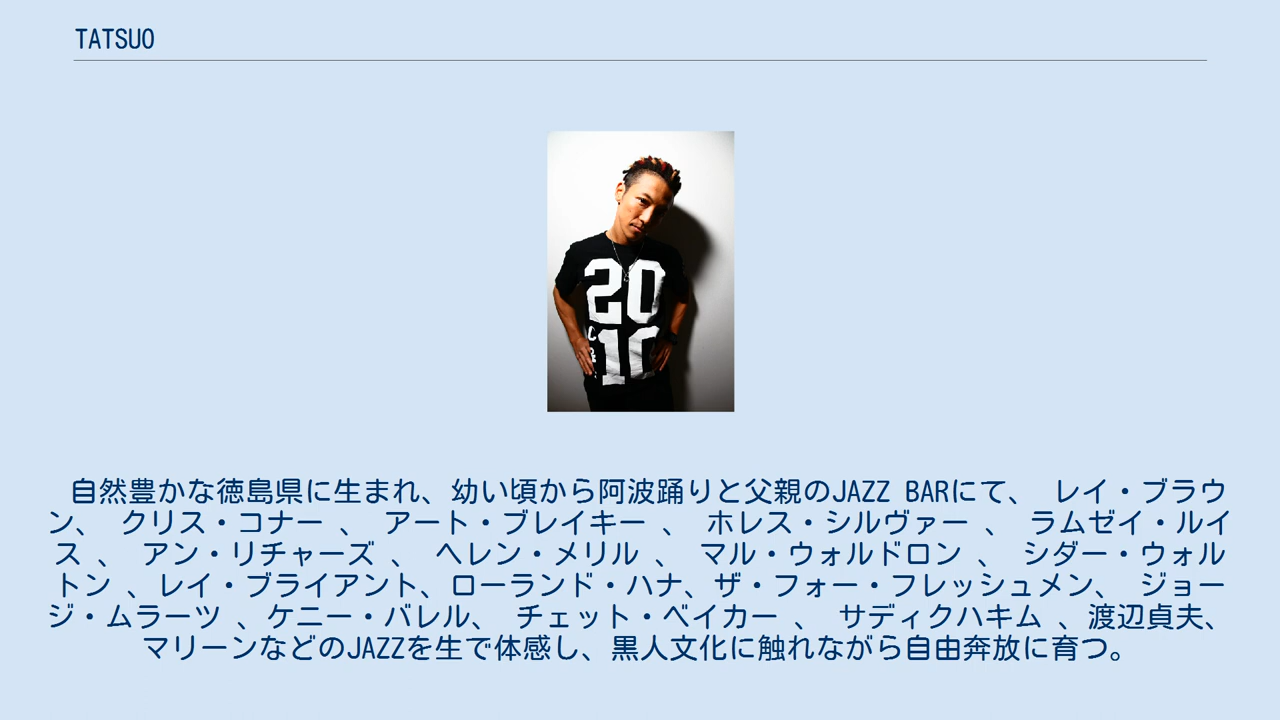 TATSUO
20
10
自然豊かな徳島県に生まれ、幼い頃から阿波踊りと父親のJAZZ BARにて、 レイ・ブラウ
ン、 クリス・コナー 、 アート・ブレイキー 、 ホレス・シルヴァー 、 ラムゼイ・ルイ
ス 、 アン・リチャーズ 、 ヘレン・メリル 、 マル・ウォルドロン 、 シダー・ウォル
トン 、レイ・ブライアント、ローランド・ハナ、ザ・フォー・フレッシュメン、 ジョー
ジ・ムラーツ 、ケニー・バレル、 チェット・ベイカー 、 サディクハキム 、渡辺貞夫、
マリーンなどのJAZZを生で体感し、黒人文化に触れながら自由奔放に育つ。